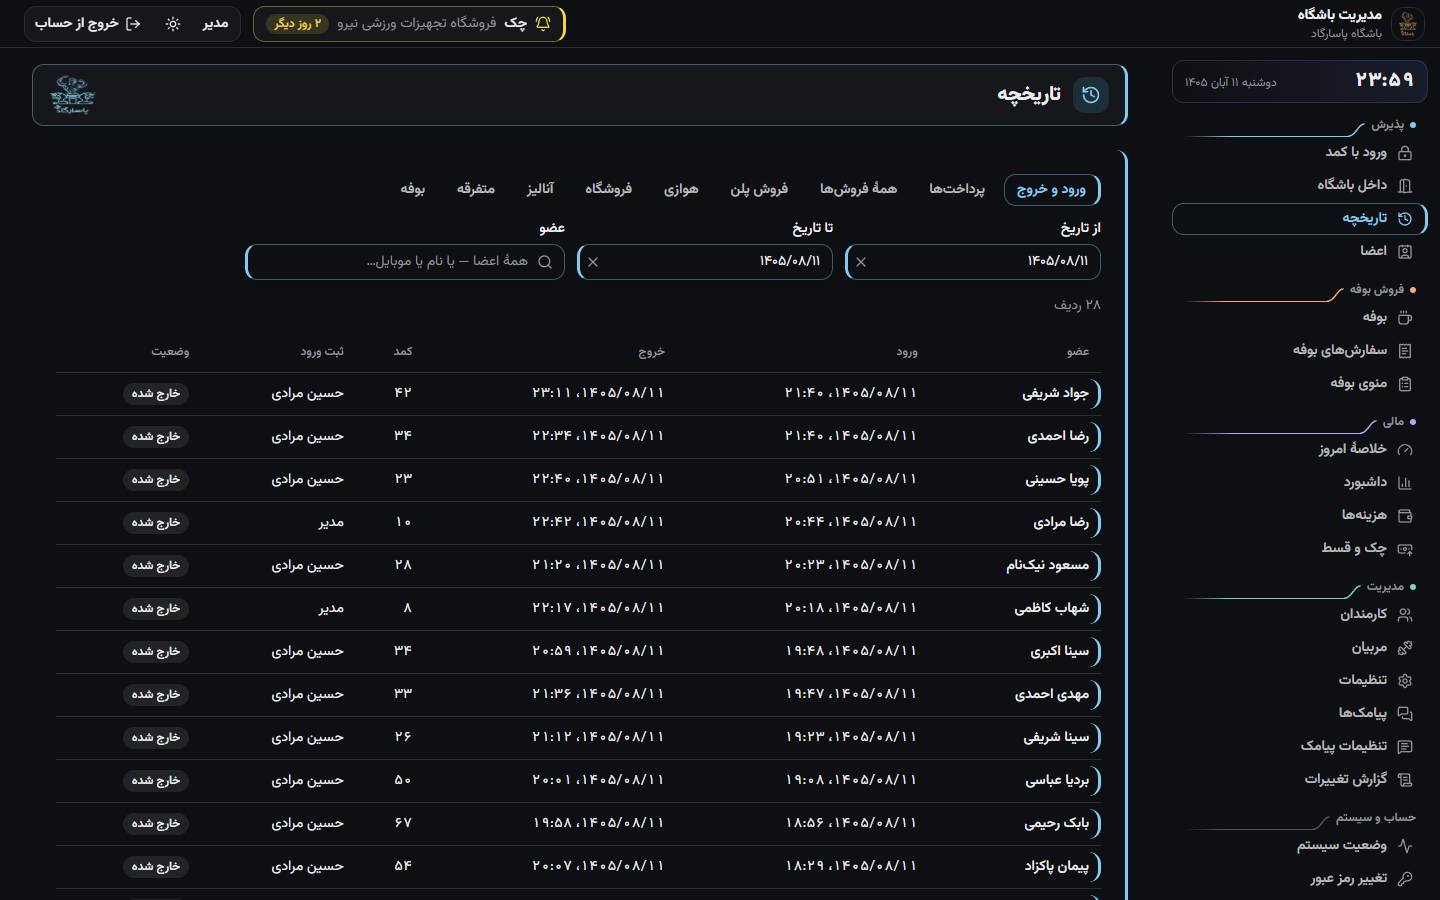 مدیریت باشگاه
باشگاه پاسارگاد
چک فروشگاه تجهیزات ورزشی نیرو ۲ روز دیگر
مدیر
خروج از حساب
۲۳:۵۹
دوشنبه ۱۱ آبان ۱۴۰۵
پذیرش
ورود با کمد
داخل باشگاه
تاریخچه
اعضا
فروش بوفه
بوفه
سفارش‌های بوفه
منوی بوفه
مالی
خلاصهٔ امروز
داشبورد
هزینه‌ها
چک و قسط
مدیریت
کارمندان
مربیان
تنظیمات
پیامک‌ها
تنظیمات پیامک
گزارش تغییرات
حساب و سیستم
وضعیت سیستم
تغییر رمز عبور
تاریخچه
پاسارگاد
ورود و خروج پرداخت‌ها همهٔ فروش‌ها فروش پلن هوازی فروشگاه آنالیز متفرقه بوفه
از تاریخ تا تاریخ عضو
۱۴۰۵/۰۸/۱۱ ۱۴۰۵/۰۸/۱۱ همهٔ اعضا — یا نام یا موبایل…
۲۸ ردیف
عضو ورود خروج کمد ثبت ورود وضعیت
جواد شریفی ۱۴۰۵/۰۸/۱۱، ۲۱:۴۰ ۱۴۰۵/۰۸/۱۱، ۲۳:۱۱ ۴۲ حسین مرادی خارج شده
رضا احمدی ۱۴۰۵/۰۸/۱۱، ۲۱:۴۰ ۱۴۰۵/۰۸/۱۱، ۲۲:۳۴ ۳۴ حسین مرادی خارج شده
پویا حسینی ۱۴۰۵/۰۸/۱۱، ۲۰:۵۱ ۱۴۰۵/۰۸/۱۱، ۲۲:۴۰ ۲۳ حسین مرادی خارج شده
رضا مرادی ۱۴۰۵/۰۸/۱۱، ۲۰:۴۴ ۱۴۰۵/۰۸/۱۱، ۲۲:۴۲ ۱۰ مدیر خارج شده
مسعود نیک‌نام ۱۴۰۵/۰۸/۱۱، ۲۰:۲۳ ۱۴۰۵/۰۸/۱۱، ۲۱:۲۰ ۲۸ حسین مرادی خارج شده
شهاب کاظمی ۱۴۰۵/۰۸/۱۱، ۲۰:۱۸ ۱۴۰۵/۰۸/۱۱، ۲۲:۱۷ ۸ مدیر خارج شده
سینا اکبری ۱۴۰۵/۰۸/۱۱، ۱۹:۴۸ ۱۴۰۵/۰۸/۱۱، ۲۰:۵۹ ۳۴ حسین مرادی خارج شده
مهدی احمدی ۱۴۰۵/۰۸/۱۱، ۱۹:۴۷ ۱۴۰۵/۰۸/۱۱، ۲۱:۳۶ ۳۳ حسین مرادی خارج شده
سینا شریفی ۱۴۰۵/۰۸/۱۱، ۱۹:۲۳ ۱۴۰۵/۰۸/۱۱، ۲۱:۱۲ ۲۶ حسین مرادی خارج شده
بردیا عباسی ۱۴۰۵/۰۸/۱۱، ۱۹:۰۸ ۱۴۰۵/۰۸/۱۱، ۲۰:۰۱ ۵۰ حسین مرادی خارج شده
بابک رحیمی ۱۴۰۵/۰۸/۱۱، ۱۸:۵۶ ۱۴۰۵/۰۸/۱۱، ۱۹:۵۸ ۶۷ حسین مرادی خارج شده
پیمان پاکزاد ۱۴۰۵/۰۸/۱۱، ۱۸:۲۹ ۱۴۰۵/۰۸/۱۱، ۲۰:۰۷ ۵۴ حسین مرادی خارج شده